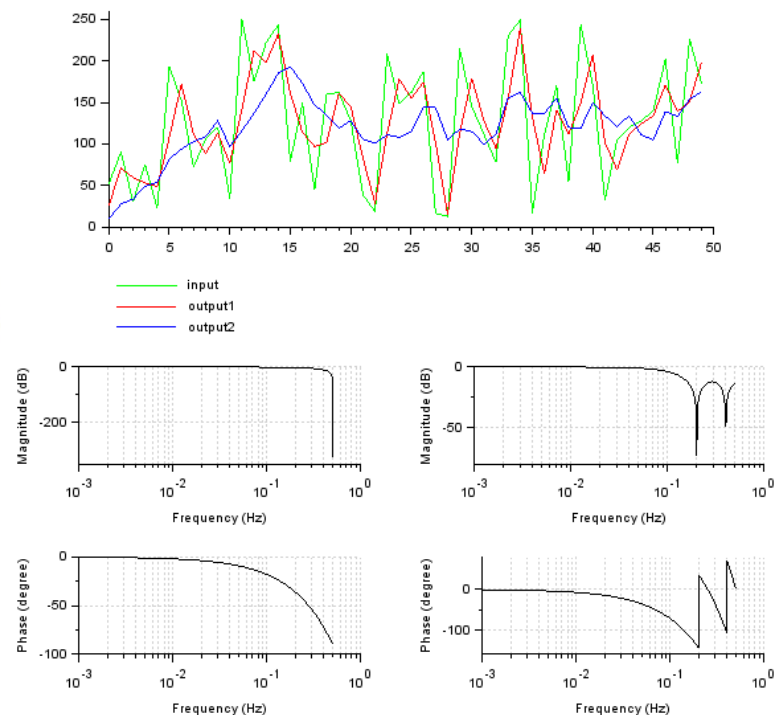 250
200
150
100
50
0
0 5 10 15 20 25 30 35 40 45 50
input
output1
output2
Magnitude (dB)
0
-200
10^-3 10^-2 10^-1 10^0
Frequency (Hz)
Magnitude (dB)
0
-50
10^-3 10^-2 10^-1 10^0
Frequency (Hz)
Phase (degree)
0
-50
-100
10^-3 10^-2 10^-1 10^0
Frequency (Hz)
Phase (degree)
0
-100
10^-3 10^-2 10^-1 10^0
Frequency (Hz)